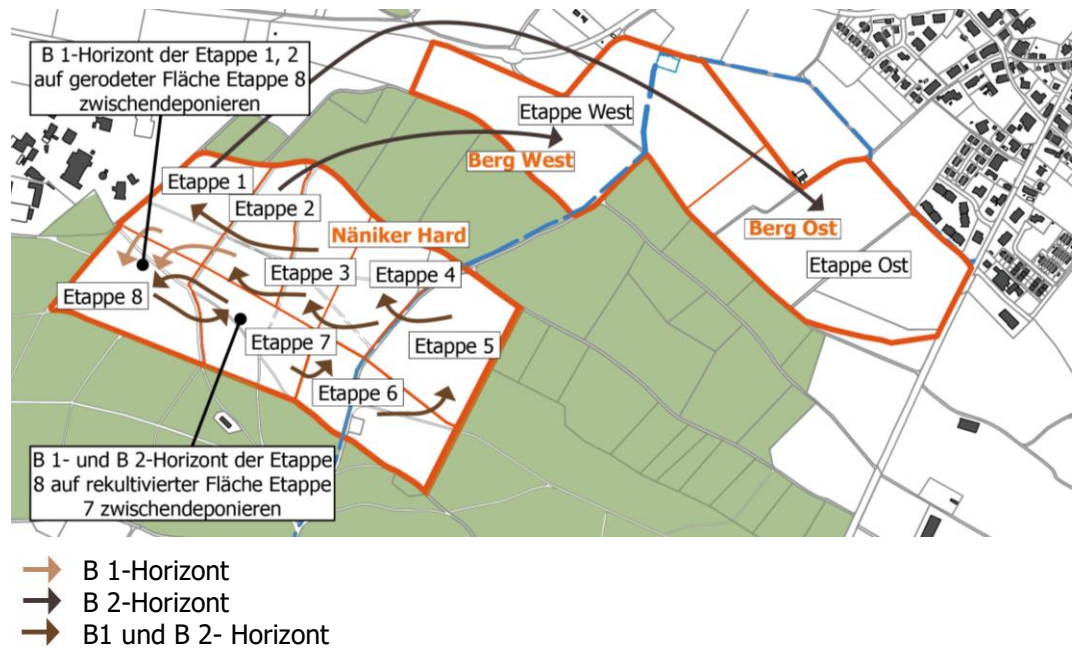 B 1-Horizont der Etappe 1, 2
auf gerodeter Fläche Etappe 8
zwischendeponieren
Etappe West
Berg West
Etappe 1
Etappe 2
Näniker Hard
Berg Ost
Etappe Ost
Etappe 3
Etappe 4
Etappe 8
Etappe 7
Etappe 5
Etappe 6
B 1- und B 2-Horizont der Etappe
8 auf rekultivierter Fläche Etappe
7 zwischendeponieren
B 1-Horizont
B 2-Horizont
B1 und B 2- Horizont